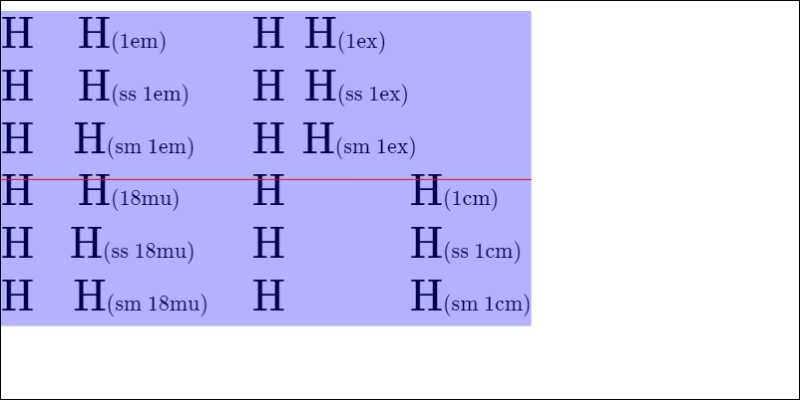 H H(1em) H H(1ex)
H H(ss 1em) H H(ss 1ex)
H H(sm 1em) H H(sm 1ex)
H H(18mu) H H(1cm)
H H(ss 18mu) H H(ss 1cm)
H H(sm 18mu) H H(sm 1cm)